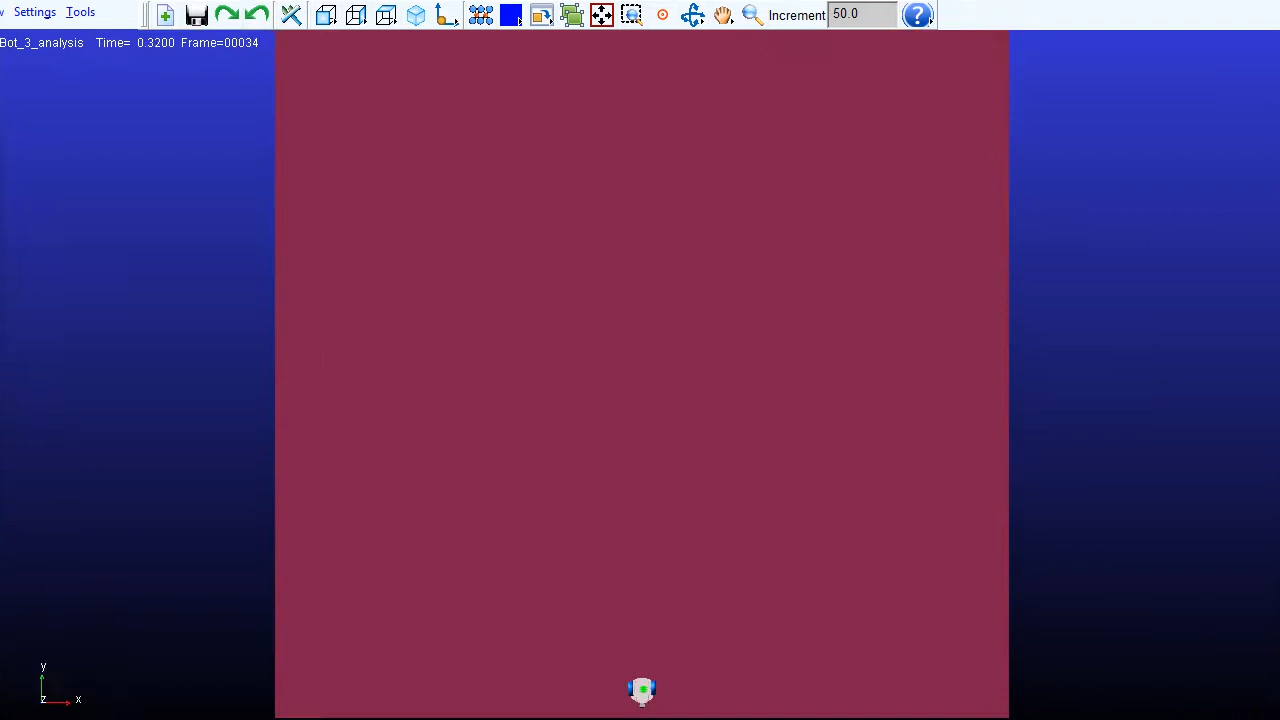 Settings Tools Increment 50.0 ?
Bot_3_analysis Time= 0.3200 Frame=00034
y
z x